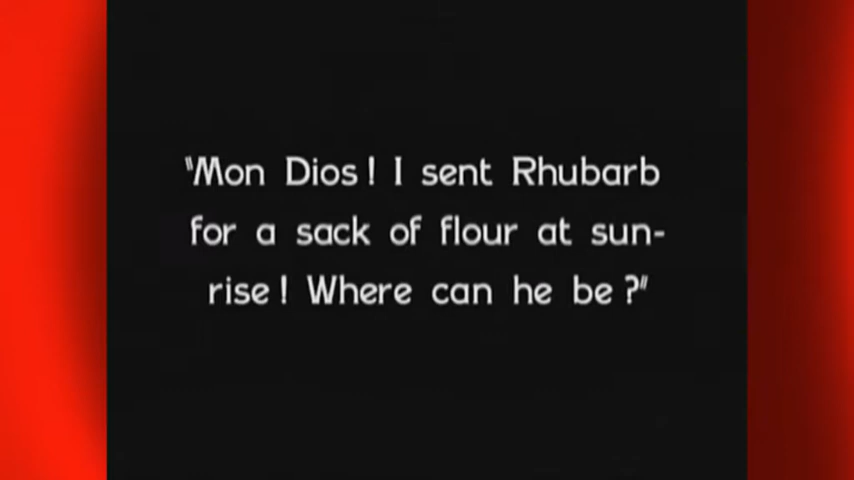 "Mon Dios! I sent Rhubarb
for a sack of flour at sun-
rise! Where can he be?"